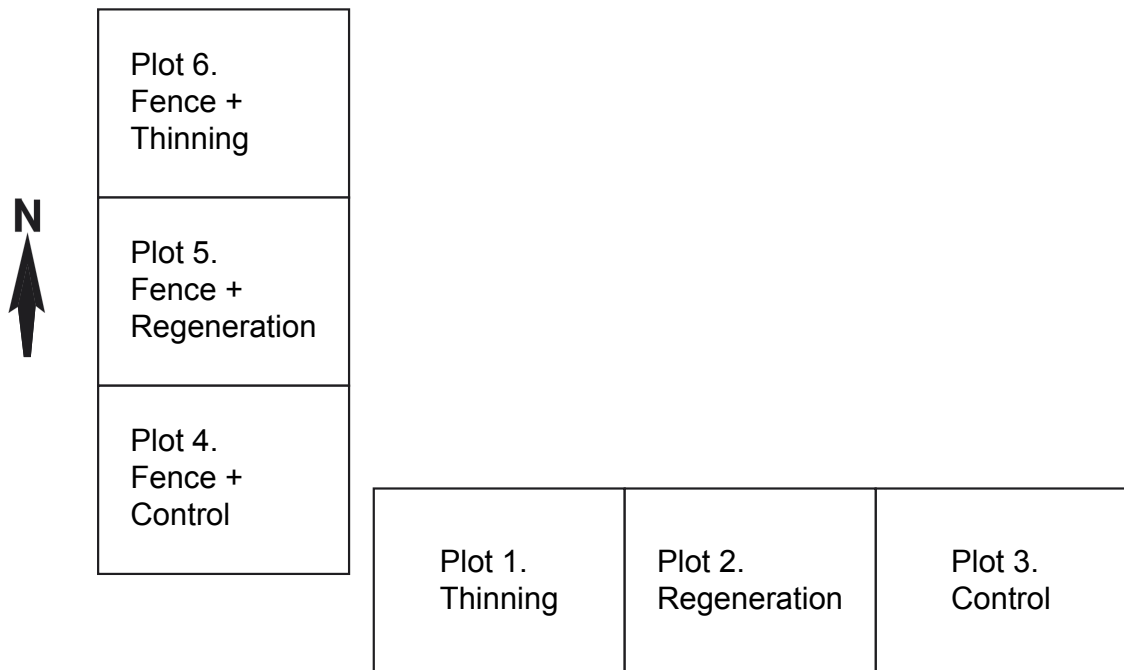 Plot 6.
Fence +
Thinning
N
Plot 5.
Fence +
Regeneration
Plot 4.
Fence +
Control
Plot 1.
Thinning
Plot 2.
Regeneration
Plot 3.
Control